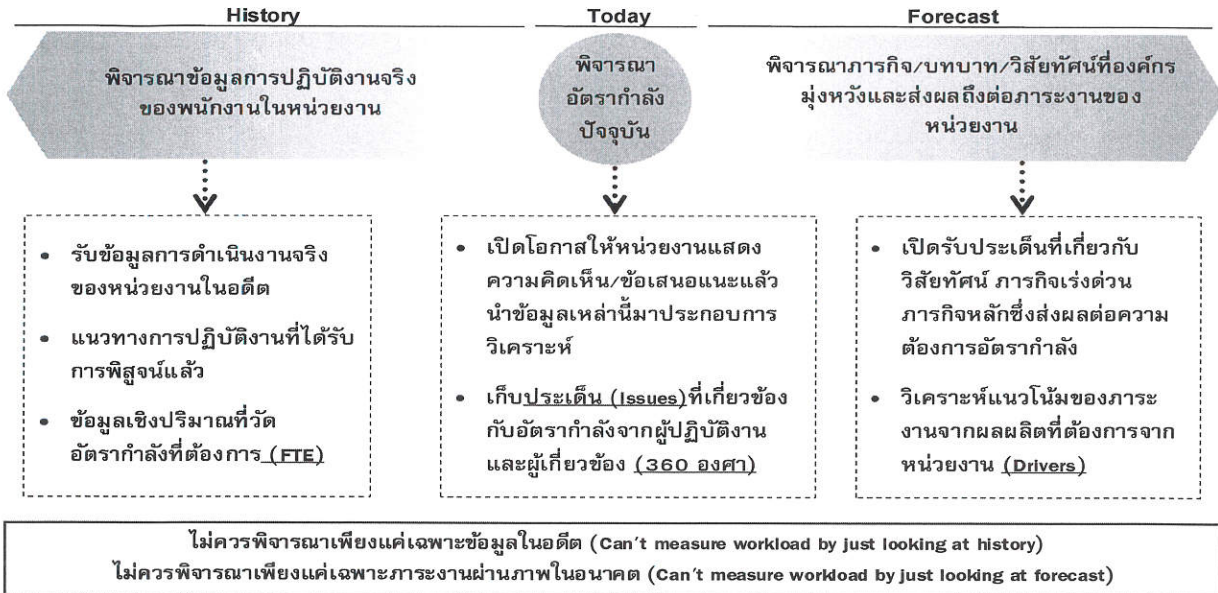 History
Today
Forecast
พิจารณาข้อมูลการปฏิบัติงานจริง
ของพนักงานในหน่วยงาน
พิจารณา
อัตรากำลัง
ปัจจุบัน
พิจารณาภารกิจ/บทบาท/วิสัยทัศน์ที่องค์กร
มุ่งหวังและส่งผลถึงต่อภาระงานของ
หน่วยงาน
• รับข้อมูลการดำเนินงานจริง
ของหน่วยงานในอดีต
• แนวทางการปฏิบัติงานที่ได้รับ
การพิสูจน์แล้ว
• ข้อมูลเชิงปริมาณที่วัด
อัตรากำลังที่ต้องการ (FTE)
• เปิดโอกาสให้หน่วยงานแสดง
ความคิดเห็น/ข้อเสนอแนะแล้ว
นำข้อมูลเหล่านี้มาประกอบการ
วิเคราะห์
• เก็บประเด็น (Issues)ที่เกี่ยวข้อง
กับอัตรากำลังจากผู้ปฏิบัติงาน
และผู้เกี่ยวข้อง (360 องศา)
• เปิดรับประเด็นที่เกี่ยวกับ
วิสัยทัศน์ ภารกิจเร่งด่วน
ภารกิจหลักซึ่งส่งผลต่อความ
ต้องการอัตรากำลัง
• วิเคราะห์แนวโน้มของภาระ
งานจากผลผลิตที่ต้องการจาก
หน่วยงาน (Drivers)
ไม่ควรพิจารณาเพียงแค่เฉพาะข้อมูลในอดีต (Can't measure workload by just looking at history)
ไม่ควรพิจารณาเพียงแค่เฉพาะภาระงานผ่านภาพในอนาคต (Can't measure workload by just looking at forecast)